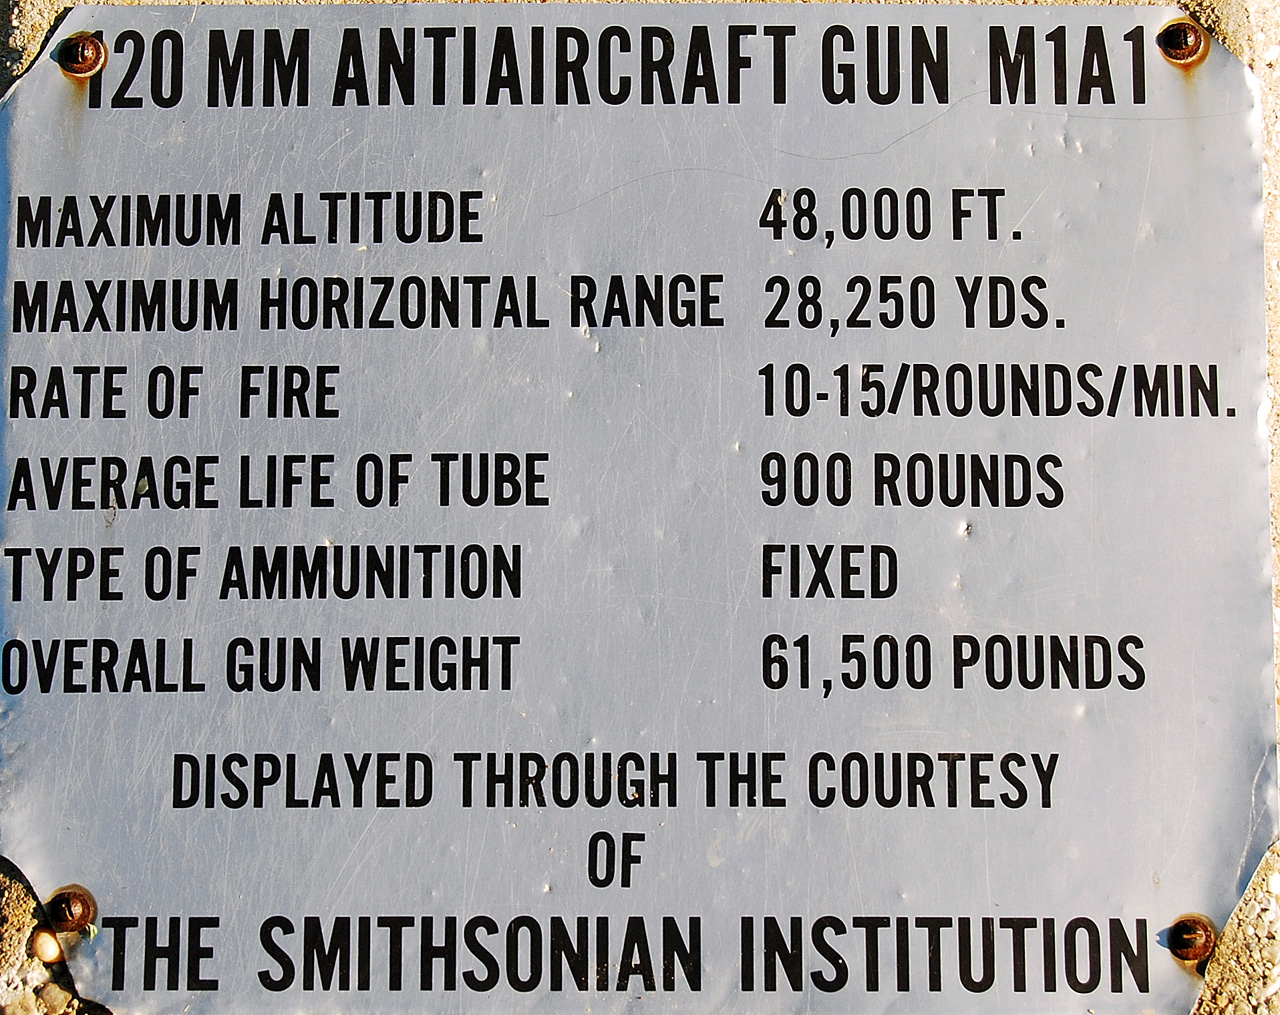 120 MM ANTIAIRCRAFT GUN M1A1
MAXIMUM ALTITUDE 48,000 FT.
MAXIMUM HORIZONTAL RANGE 28,250 YDS.
RATE OF FIRE 10-15/ROUNDS/MIN.
AVERAGE LIFE OF TUBE 900 ROUNDS
TYPE OF AMMUNITION FIXED
OVERALL GUN WEIGHT 61,500 POUNDS
DISPLAYED THROUGH THE COURTESY
OF
THE SMITHSONIAN INSTITUTION